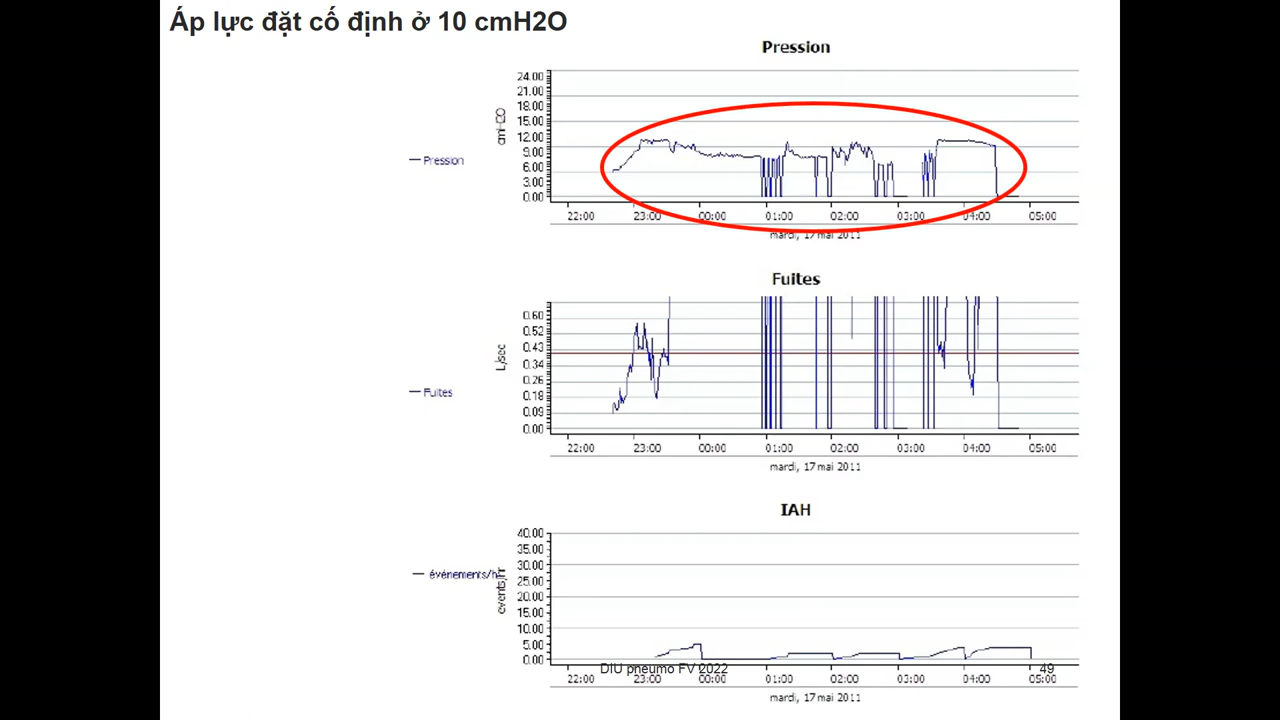 Áp lực đặt cố định ở 10 cmH2O
Pression
24.00
21.00
18.00
15.00
12.00
9.00
6.00
3.00
0.00
cmH2O
Pression
22:00 23:00 00:00 01:00 02:00 03:00 04:00 05:00
mardi, 17 mai 2011
Fuites
0.60
0.52
0.43
0.34
0.26
0.18
0.09
0.00
L/sec
Fuites
22:00 23:00 00:00 01:00 02:00 03:00 04:00 05:00
mardi, 17 mai 2011
IAH
40.00
35.00
30.00
25.00
20.00
15.00
10.00
5.00
0.00
événements/h
events/hr
DIU pneumo FV 2022
49
22:00 23:00 00:00 01:00 02:00 03:00 04:00 05:00
mardi, 17 mai 2011